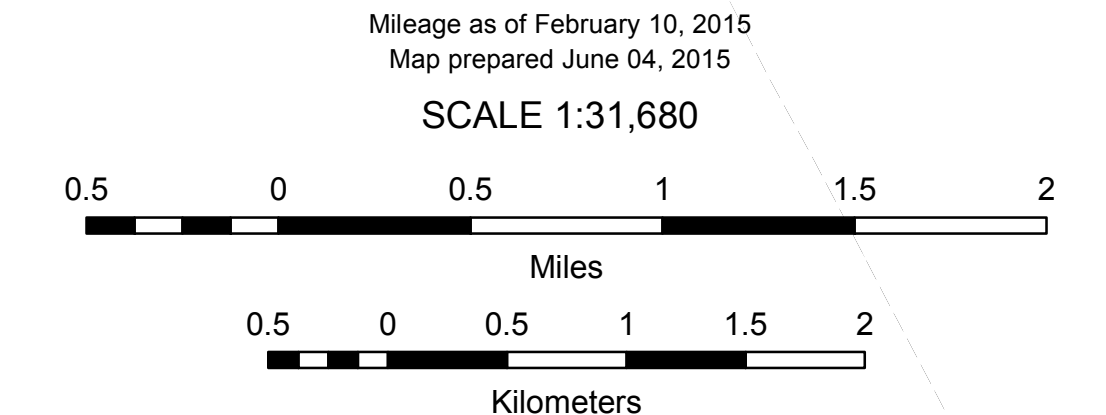 Mileage as of February 10, 2015
Map prepared June 04, 2015
SCALE 1:31,680
0.5 0 0.5 1 1.5 2
Miles
0.5 0 0.5 1 1.5 2
Kilometers